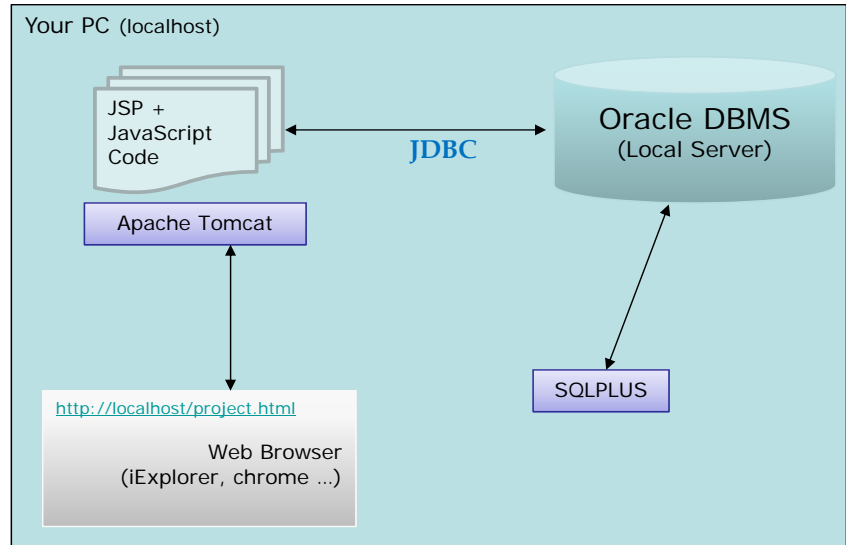 Your PC (localhost)
JSP +
JavaScript
Code
JDBC
Oracle DBMS
(Local Server)
Apache Tomcat
SQLPLUS
http://localhost/project.html
Web Browser
(iExplorer, chrome ...)